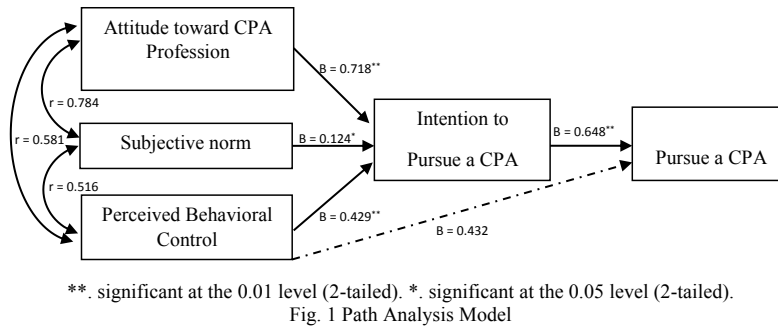 Attitude toward CPA
Profession
B = 0.718**
r = 0.784
Intention to
Pursue a CPA
B = 0.648**
r = 0.581
Subjective norm
B = 0.124*
Pursue a CPA
r = 0.516
Perceived Behavioral
Control
B = 0.429**
B = 0.432
**. significant at the 0.01 level (2-tailed). *. significant at the 0.05 level (2-tailed).
Fig. 1 Path Analysis Model